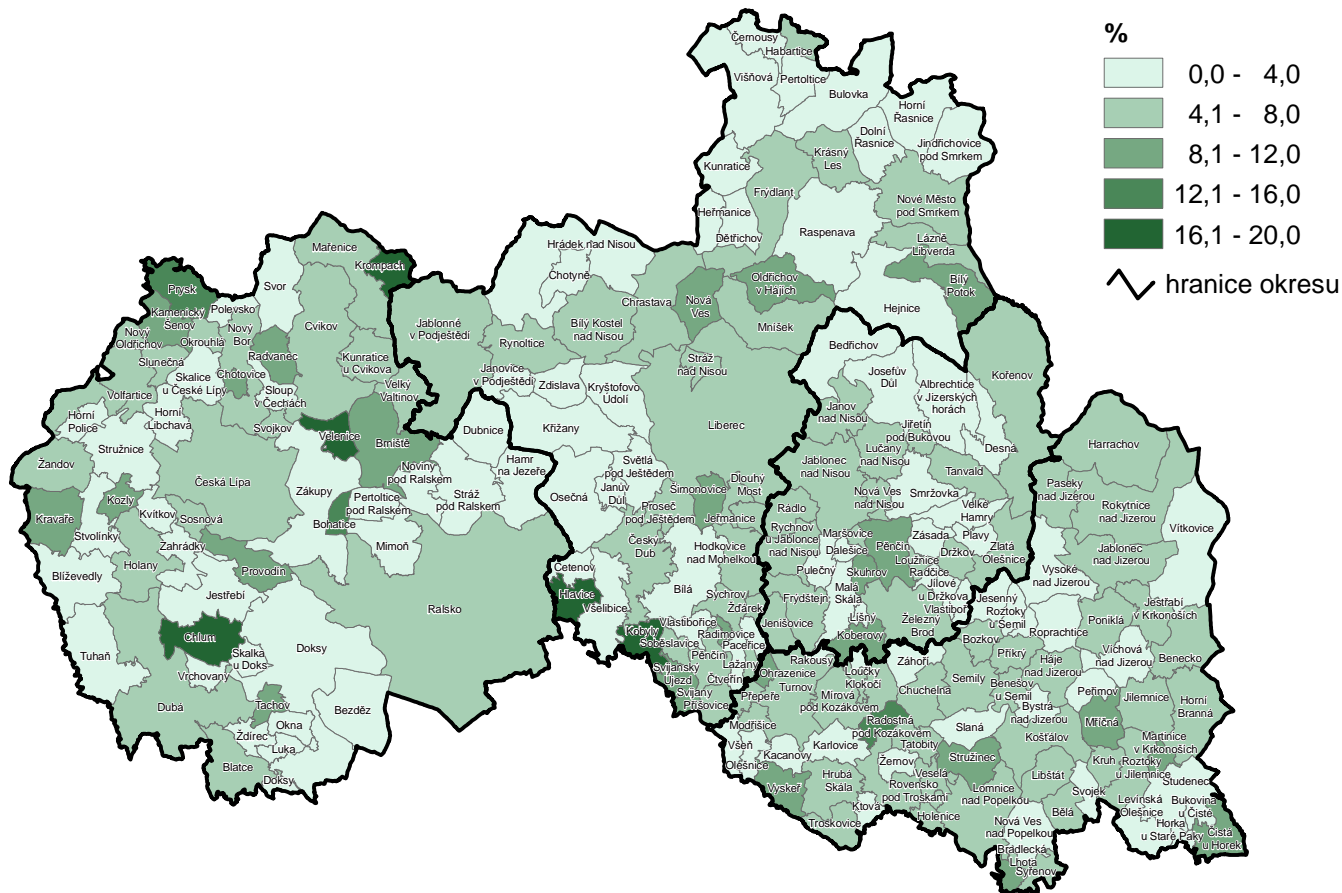 %
0,0 - 4,0
4,1 - 8,0
8,1 - 12,0
12,1 - 16,0
16,1 - 20,0
hranice okresu
Černousy
Habartice
Višňová
Pertoltice
Bulovka
Horní
Řasnice
Dolní
Řasnice
Jindřichovice
pod Smrkem
Kunratice
Krásný
Les
Frýdlant
Nové Město
pod Smrkem
Heřmanice
Dětřichov
Raspenava
Lázně
Libverda
Bílý
Potok
Hejnice
Oldřichov
v Hájích
Mníšek
Nová
Ves
Chrastava
Hrádek nad Nisou
Chotyně
Bílý Kostel
nad Nisou
Rynoltice
Jablonné
v Podještědí
Janovice
v Podještědí
Zdislava
Kryštofovo
Údolí
Stráž
nad Nisou
Liberec
Křižany
Světlá
pod Ještědem
Janův
Důl
Osečná
Proseč
pod Ještědem
Šimonovice
Dlouhý
Most
Jeřmanice
Český
Dub
Hodkovice
nad Mohelkou
Cetenov
Hlavice
Všelibice
Bílá
Sychrov
Žďárek
Kobyly
Vlastibořice
Radimovice
Soběslavice
Paceřice
Pěnčín
Lažany
Svijanský
Újezd
Čtveřín
Svijany
Příšovice
Mařenice
Krompach
Svor
Prysk
Kamenický
Šenov
Polevsko
Nový
Oldřichov
Okrouhlá
Nový
Bor
Cvikov
Slunečná
Radvanec
Kunratice
u Cvikova
Skalice
u České Lípy
Chotovice
Sloup
v Čechách
Velký
Valtinov
Volfartice
Horní
Police
Horní
Libchava
Svojkov
Velenice
Brniště
Dubnice
Stružnice
Žandov
Česká Lípa
Noviny
pod Ralskem
Hamr
na Jezeře
Zákupy
Pertoltice
pod Ralskem
Stráž
pod Ralskem
Kozly
Kravaře
Kvítkov
Sosnová
Bohatice
Stvolínky
Zahrádky
Mimoň
Provodín
Blíževedly
Holany
Jestřebí
Ralsko
Chlum
Tuhaň
Skalka
u Doks
Doksy
Vrchovany
Dubá
Tachov
Bezděz
Okna
Ždírec
Luka
Blatce
Doksy
Bedřichov
Josefův
Důl
Albrechtice
v Jizerských
horách
Kořenov
Janov
nad Nisou
Jiřetín
pod Bukovou
Lučany
nad Nisou
Desná
Jablonec
nad Nisou
Tanvald
Nová Ves
nad Nisou
Smržovka
Velké
Hamry
Rádlo
Rychnov
u Jablonce
nad Nisou
Maršovice
Dalešice
Pěnčín
Zásada
Plavy
Držkov
Zlatá
Olešnice
Loužnice
Pulečný
Skuhrov
Radčice
Malá
Skála
Jílové
u Držkova
Frýdštejn
Vlastiboř
Líšný
Železný
Brod
Jenišovice
Koberovy
Harrachov
Paseky
nad Jizerou
Rokytnice
nad Jizerou
Vítkovice
Jablonec
nad Jizerou
Vysoké
nad Jizerou
Jesenný
Roztoky
u Semil
Jestřabí
v Krkonoších
Poniklá
Roprachtice
Bozkov
Příkrý
Háje
nad Jizerou
Víchová
nad Jizerou
Benecko
Rakousy
Ohrazenice
Turnov
Loučky
Klokočí
Záhoří
Semily
Benešov
u Semil
Peřimov
Jilemnice
Horní
Branná
Přepeře
Mírová
pod Kozákovem
Chuchelna
Bystrá
nad Jizerou
Modřišice
Radostná
pod Kozákovem
Slaná
Mříčná
Košťálov
Martinice
v Krkonoších
Všeň
Karlovice
Tatobity
Kacanovy
Olešnice
Žernov
Stružinec
Kruh
Roztoky
u Jilemnice
Hrubá
Skála
Veselá
Libštát
Studenec
Vyskeř
Rovensko
pod Troskami
Lomnice
nad Popelkou
Svojek
Levínská
Olešnice
Bukovina
u Čisté
Ktová
Troskovice
Holenice
Nová Ves
nad Popelkou
Bělá
Horka
u Staré Paky
Čistá
u Horek
Bradlecká
Lhota
Syřenov